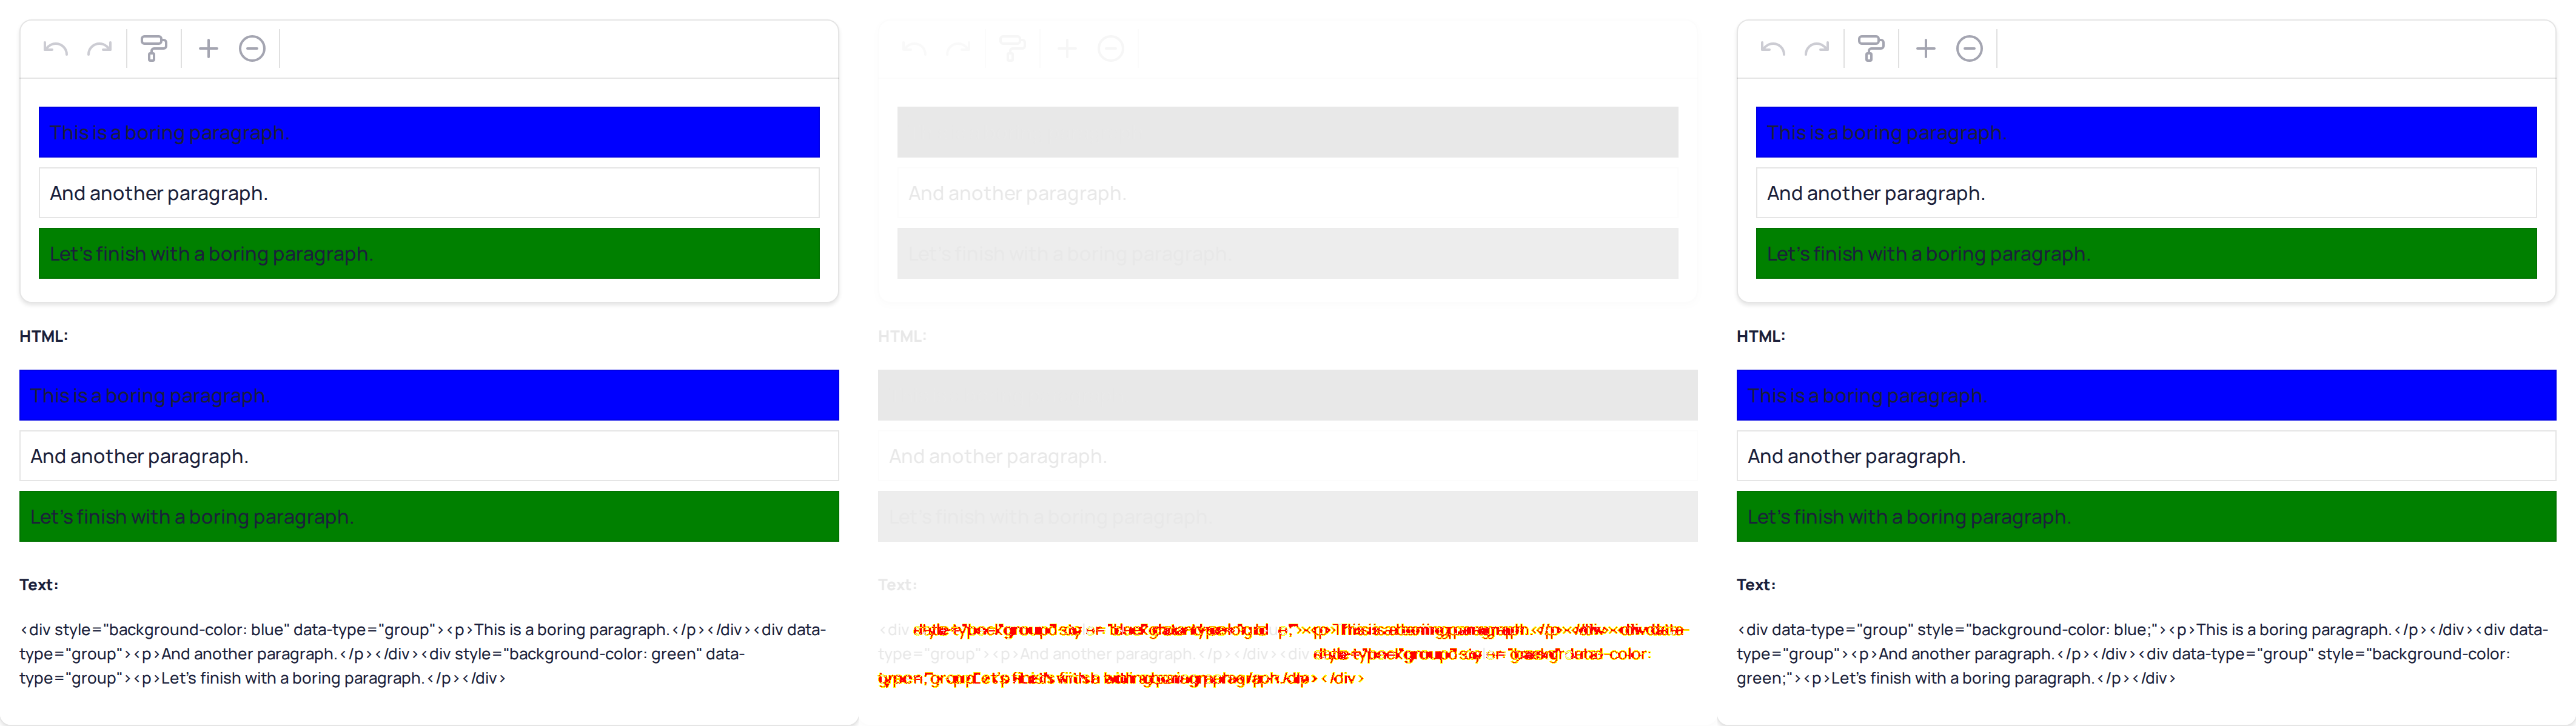 This is a boring paragraph.
And another paragraph.
Let's finish with a boring paragraph.
HTML:
This is a boring paragraph.
And another paragraph.
Let's finish with a boring paragraph.
Text:
<div style="background-color: blue" data-type="group"><p>This is a boring paragraph.</p></div><div data-
type="group"><p>And another paragraph.</p></div><div style="background-color: green" data-
type="group"><p>Let's finish with a boring paragraph.</p></div>
And another paragraph.
Let's finish with a boring paragraph.
HTML:
And another paragraph.
Let's finish with a boring paragraph.
Text:
<div
type="group"><p>And another paragraph.</p></div><div
This is a boring paragraph.
And another paragraph.
Let's finish with a boring paragraph.
HTML:
This is a boring paragraph.
And another paragraph.
Let's finish with a boring paragraph.
Text:
<div data-type="group" style="background-color: blue;"><p>This is a boring paragraph.</p></div><div data-
type="group"><p>And another paragraph.</p></div><div data-type="group" style="background-color:
green;"><p>Let's finish with a boring paragraph.</p></div>